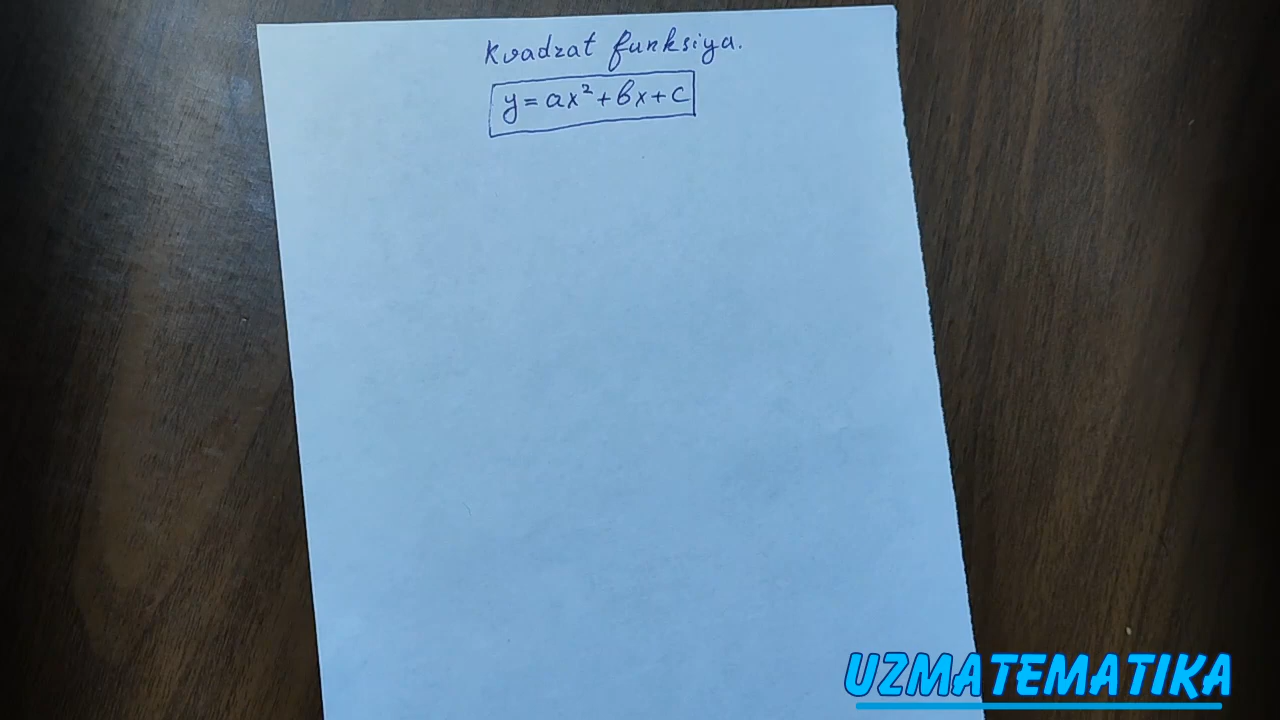 Kvadrat funksiya.
y = ax² + bx + c
UZMATEMATIKA